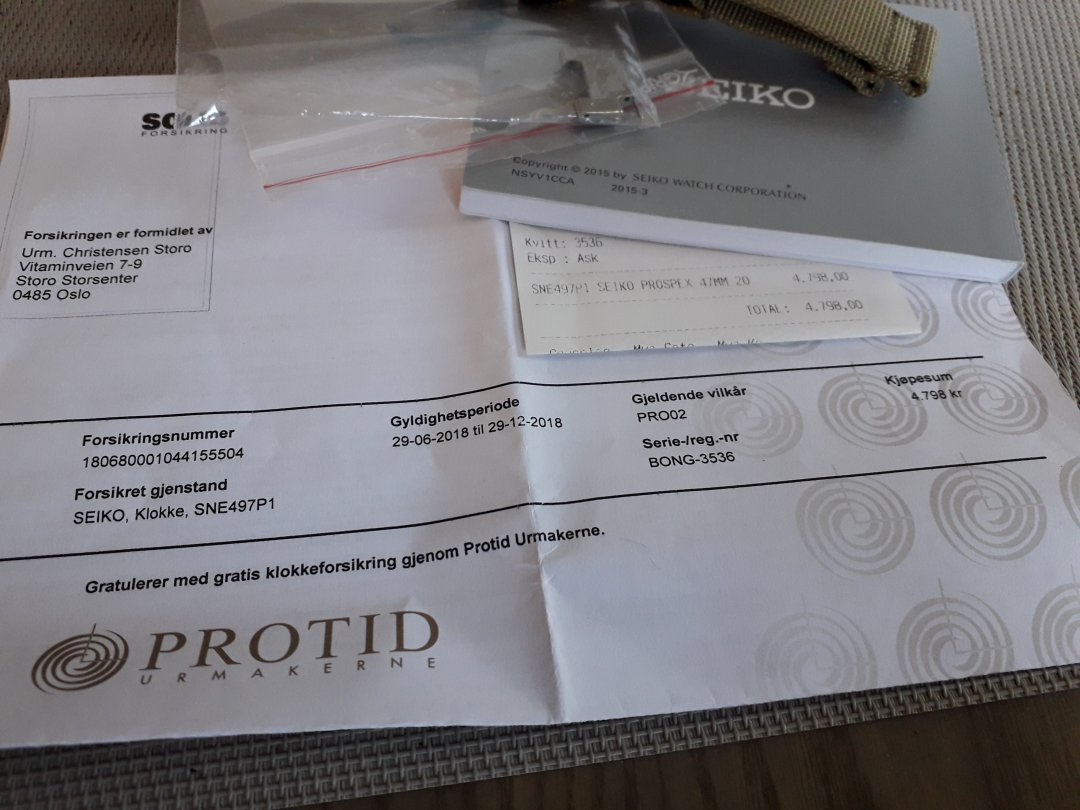 FORSIKRING
Forsikringen er formidlet av
Urm. Christensen Storo
Vitaminveien 7-9
Storo Storsenter
0485 Oslo
SEIKO
Copyright © 2015 by SEIKO WATCH CORPORATION
NSYV1CCA 2015-3
Kvitt: 3536
Eksp : Ask
SNE497P1 SEIKO PROSPEX 47MM 20 4.798,00
TOTAL: 4.798,00
Forsikringsnummer
180680001044155504
Gyldighetsperiode
29-06-2018 til 29-12-2018
Gjeldende vilkår
PRO02
Kjøpesum
4.798 kr
Forsikret gjenstand
SEIKO, Klokke, SNE497P1
Serie-/reg.-nr
BONG-3536
Gratulerer med gratis klokkeforsikring gjenom Protid Urmakerne.
PROTID
URMAKERNE